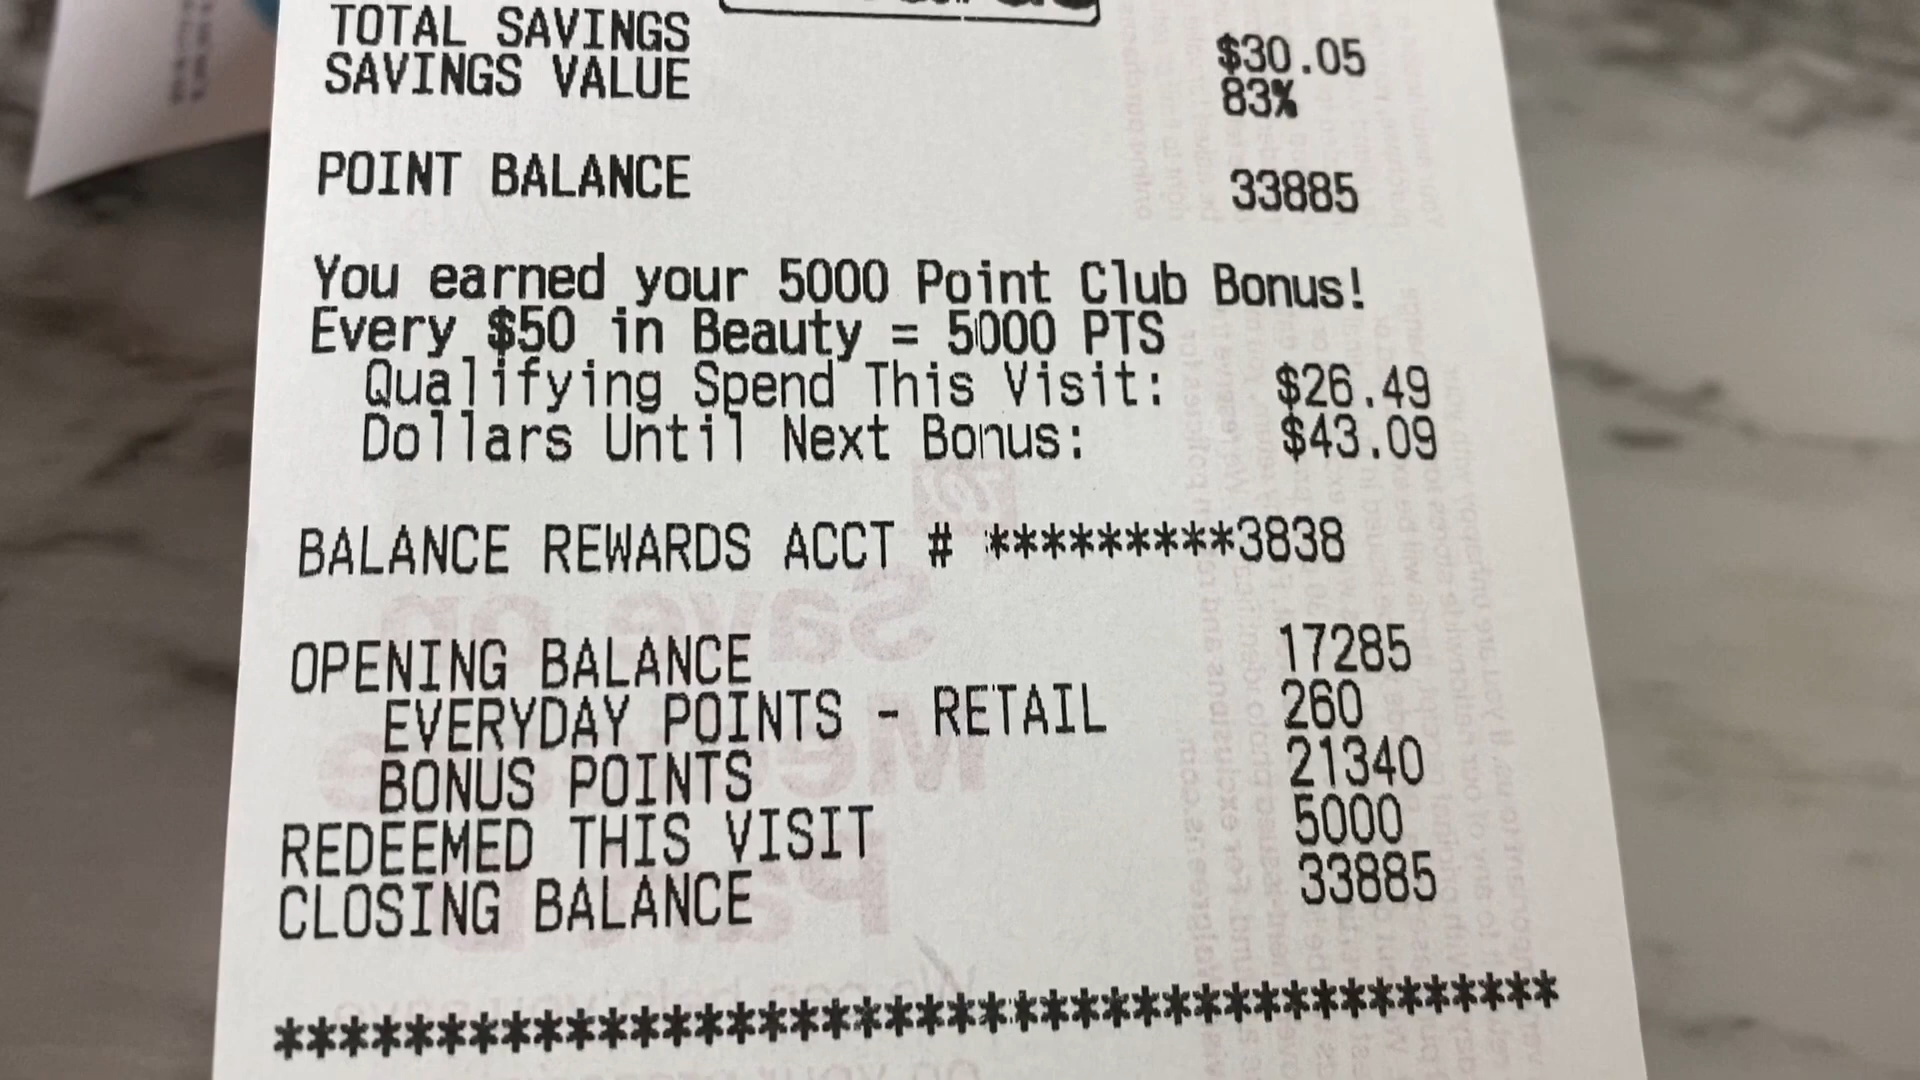 TOTAL SAVINGS $30.05
SAVINGS VALUE 83%
POINT BALANCE 33885
You earned your 5000 Point Club Bonus!
Every $50 in Beauty = 5000 PTS
Qualifying Spend This Visit: $26.49
Dollars Until Next Bonus: $43.09
BALANCE REWARDS ACCT # *********3838
OPENING BALANCE 17285
EVERYDAY POINTS - RETAIL 260
BONUS POINTS 21340
REDEEMED THIS VISIT 5000
CLOSING BALANCE 33885
************************************